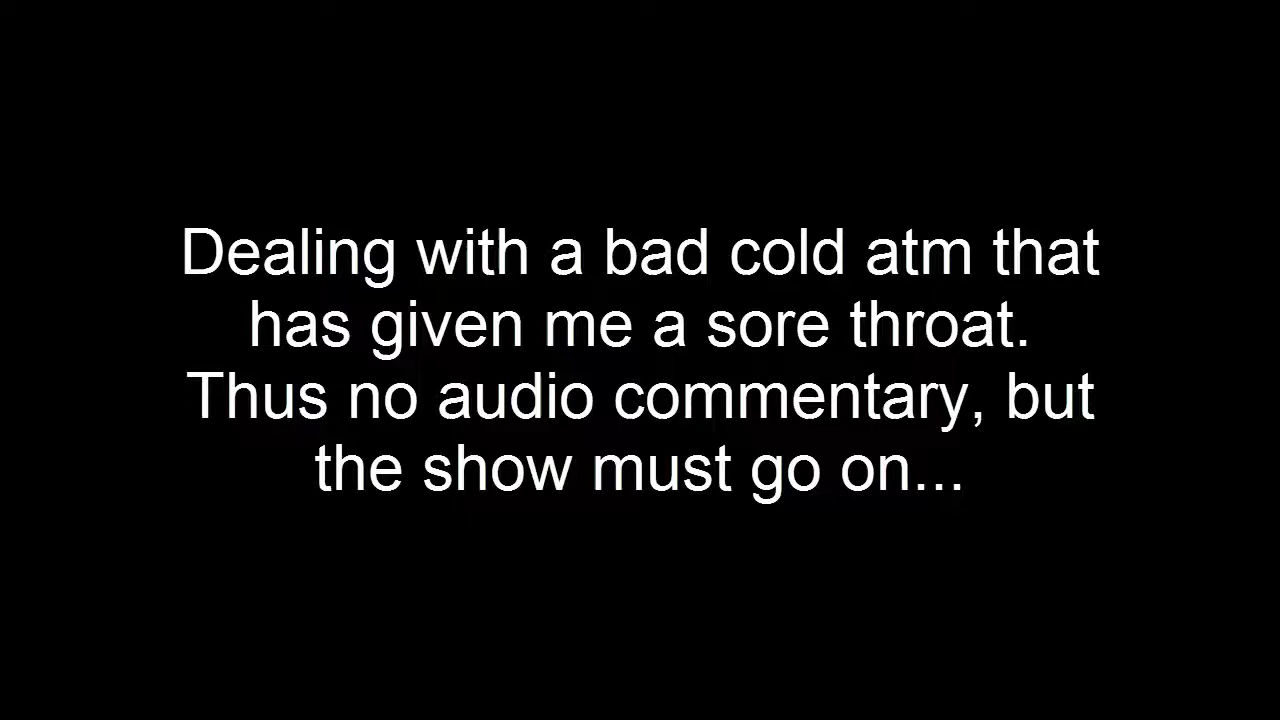 Dealing with a bad cold atm that
has given me a sore throat.
Thus no audio commentary, but
the show must go on...